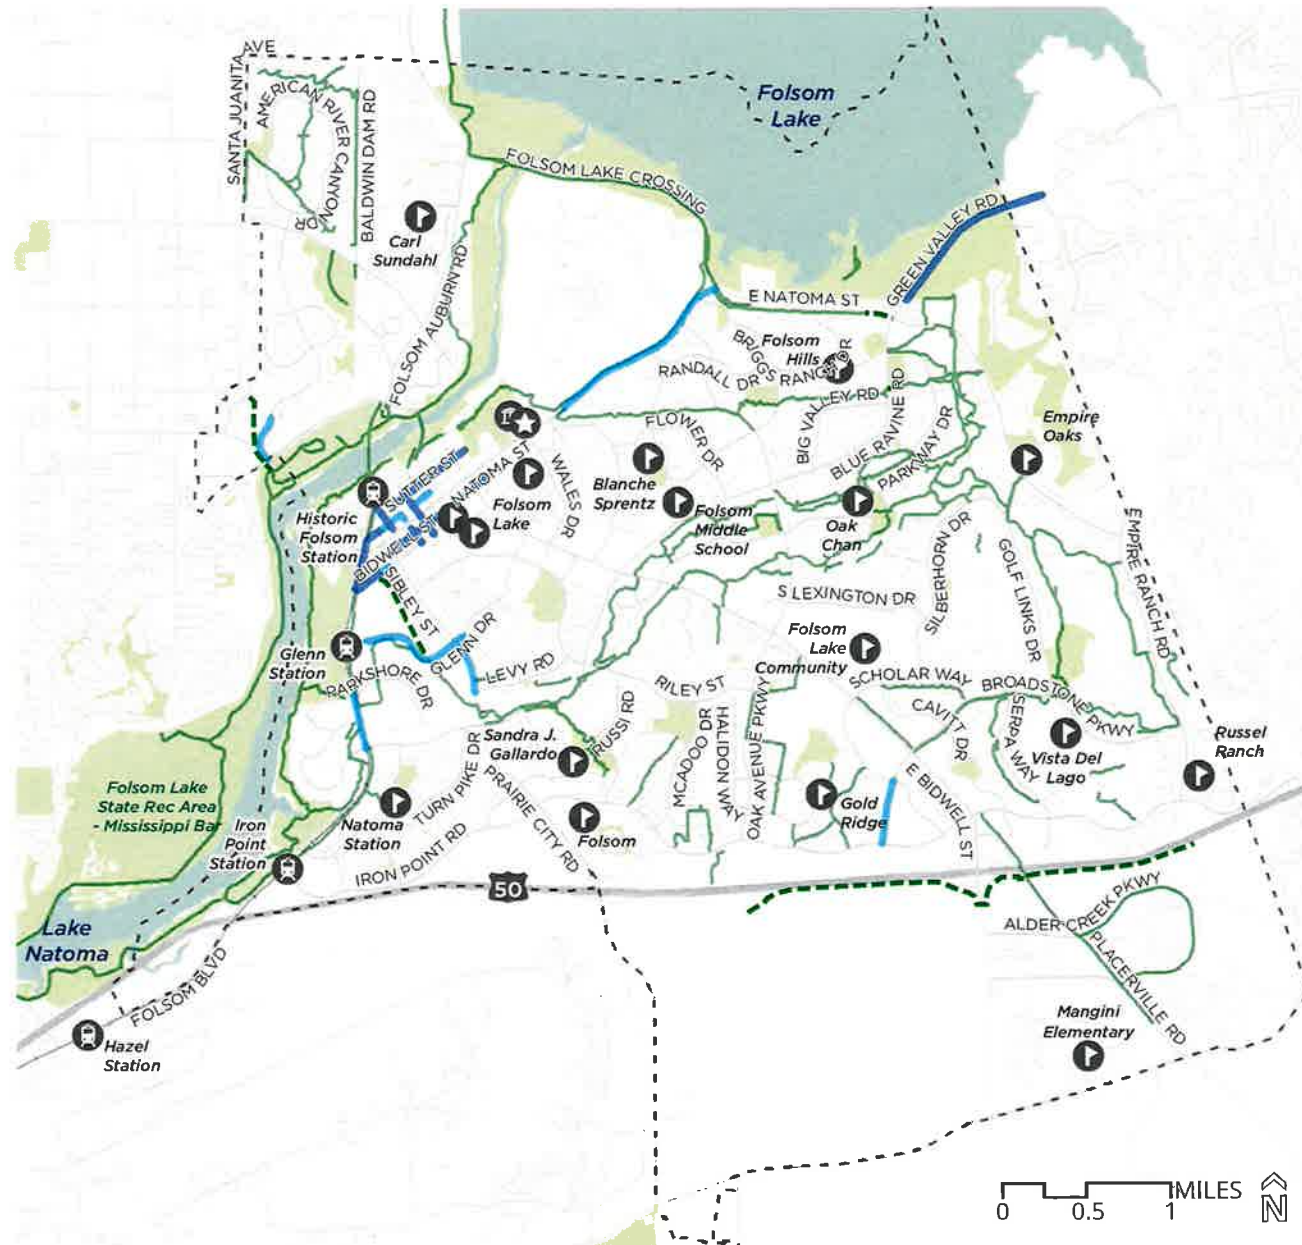 AVE
SANTA JUANITA
AMERICAN RIVER CANYON
DR
BALDWIN DAM RD
Folsom
Lake
FOLSOM LAKE CROSSING
Carl
Sundahl
FOLSOM AUBURN RD
GREEN VALLEY RD
E NATOMA ST
BRIGGS
RANDALL DR
Folsom
Hills
FLOWER DR
BIG VALLEY RD
BLUE RAVINE RD
PARKWAY DR
Empire
Oaks
SUTTER ST
NATOMA ST
WALES DR
Folsom
Lake
Blanche
Sprentz
Folsom
Middle
School
Oak
Chan
Historic
Folsom
Station
BIDWELL ST
SIBLEY ST
SILBERHORN DR
GOLF LINKS DR
EMPIRE RANCH RD
S LEXINGTON DR
Glenn
Station
GLENN DR
LEVY RD
PARKSHORE DR
Folsom
Lake
Community
SCHOLAR WAY
BROADSTONE PKWY
RILEY ST
RUSSI RD
MCADOO DR
HALIDON WAY
OAK AVENUE PKWY
CAVITT DR
SERPA WAY
Vista Del
Lago
Russel
Ranch
Sandra J.
Gallardo
TURN PIKE DR
PRAIRIE CITY RD
E BIDWELL ST
Gold
Ridge
Folsom Lake
State Rec Area
- Mississippi Bar
Iron
Point
Station
Natoma
Station
Folsom
IRON POINT RD
50
Lake
Natoma
FOLSOM BLVD
Hazel
Station
ALDER CREEK PKWY
PLACERVILLE RD
Mangini
Elementary
0 0.5 1 MILES
N